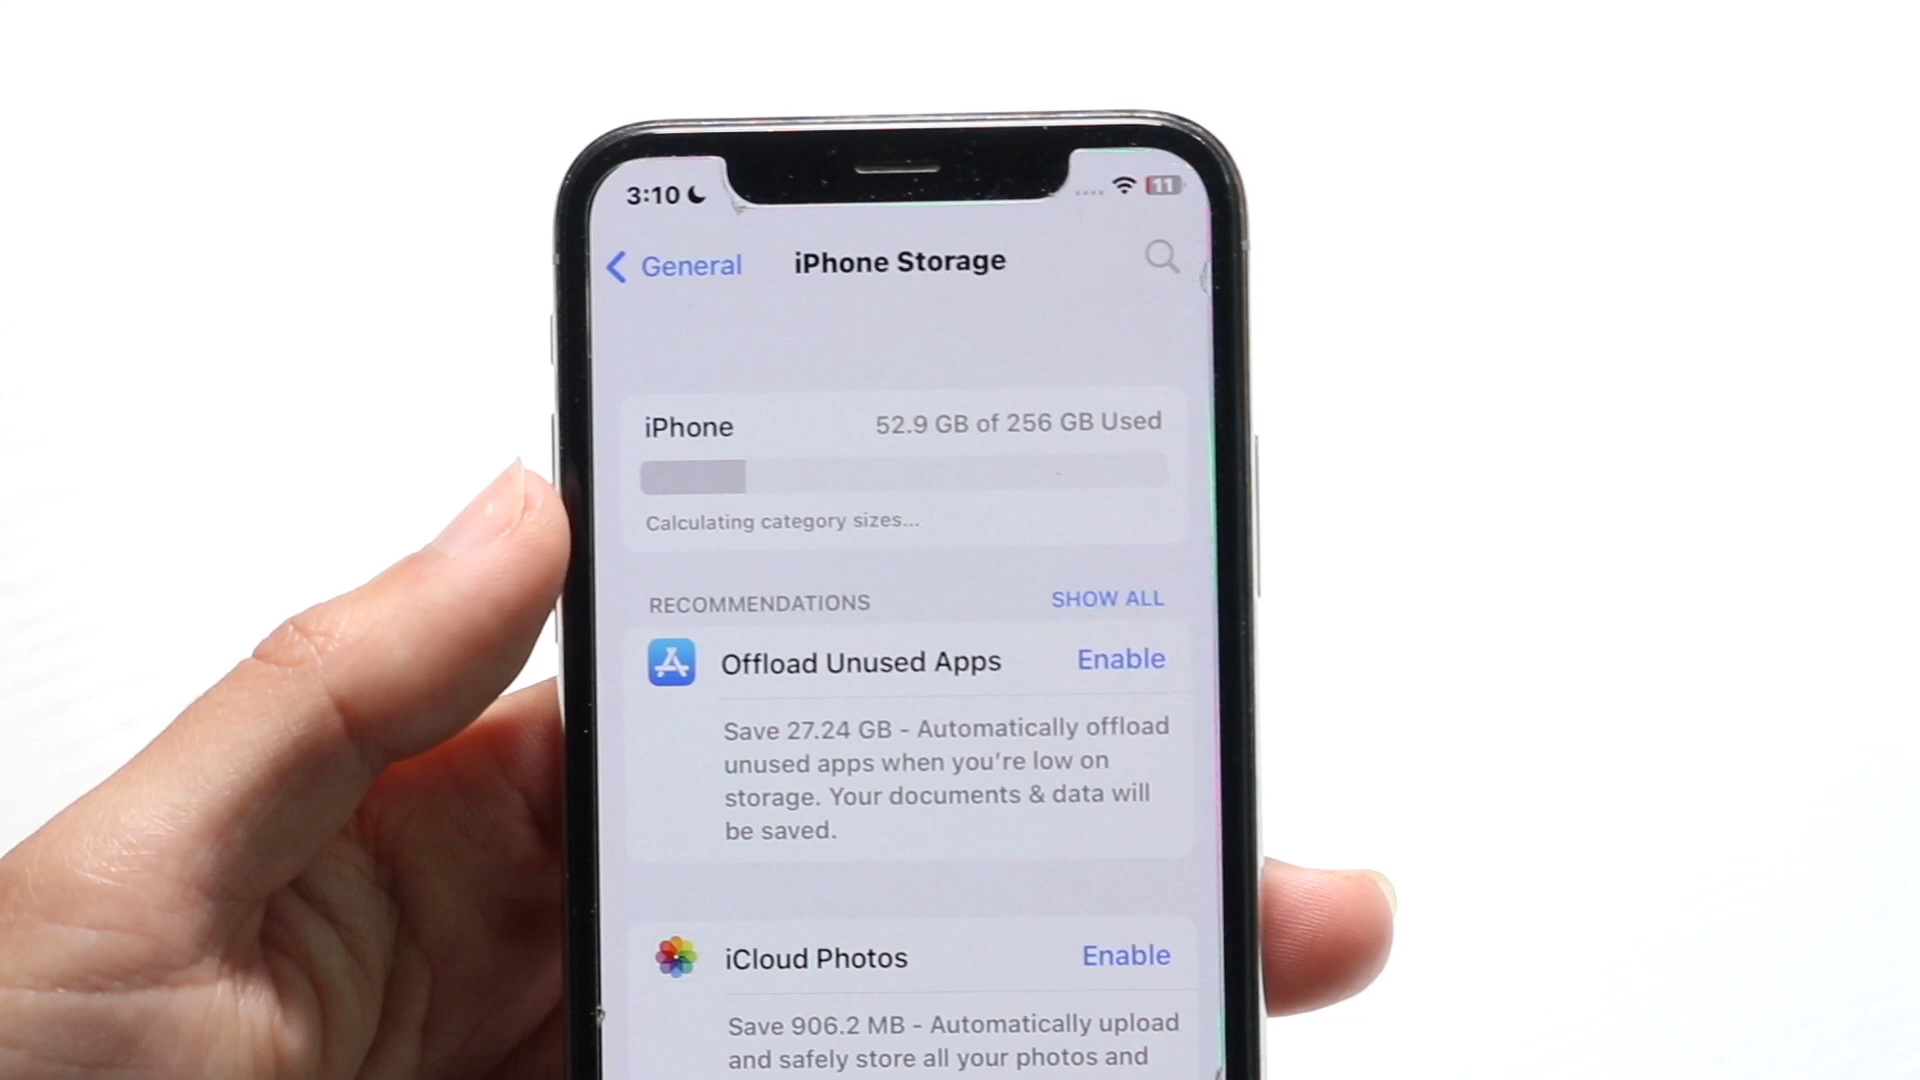 3:10
11
General
iPhone Storage
iPhone
52.9 GB of 256 GB Used
Calculating category sizes...
RECOMMENDATIONS
SHOW ALL
Offload Unused Apps
Enable
Save 27.24 GB - Automatically offload
unused apps when you're low on
storage. Your documents & data will
be saved.
iCloud Photos
Enable
Save 906.2 MB - Automatically upload
and safely store all your photos and